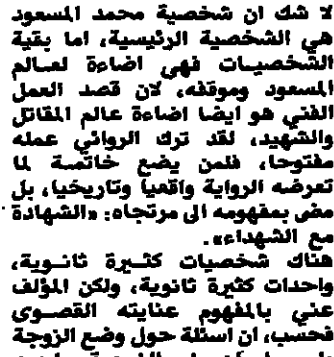 لا شك ان شخصية محمد المسعود
هي الشخصية الرئيسية، اما بقية
الشخصيات فهي اضاءة لعالم
المسعود وموقفه، لان قصد العمل
الفني هو ايضا اضاءة عالم المقاتل
والشهيد، لقد ترك الروائي عمله
مفتوحا، فلمن يضع خاتمة لما
تعرضه الرواية واقعيا وتاريخيا، بل
مضى بمفهومه الى مرتجاه: «الشهادة
مع الشهداء».
هناك شخصيات كثيرة ثانوية،
واحداث كثيرة ثانوية، ولكن المؤلف
عني بالمفهوم عنايته القصوى
فحسب، ان اسئلة حول وضع الزوجة